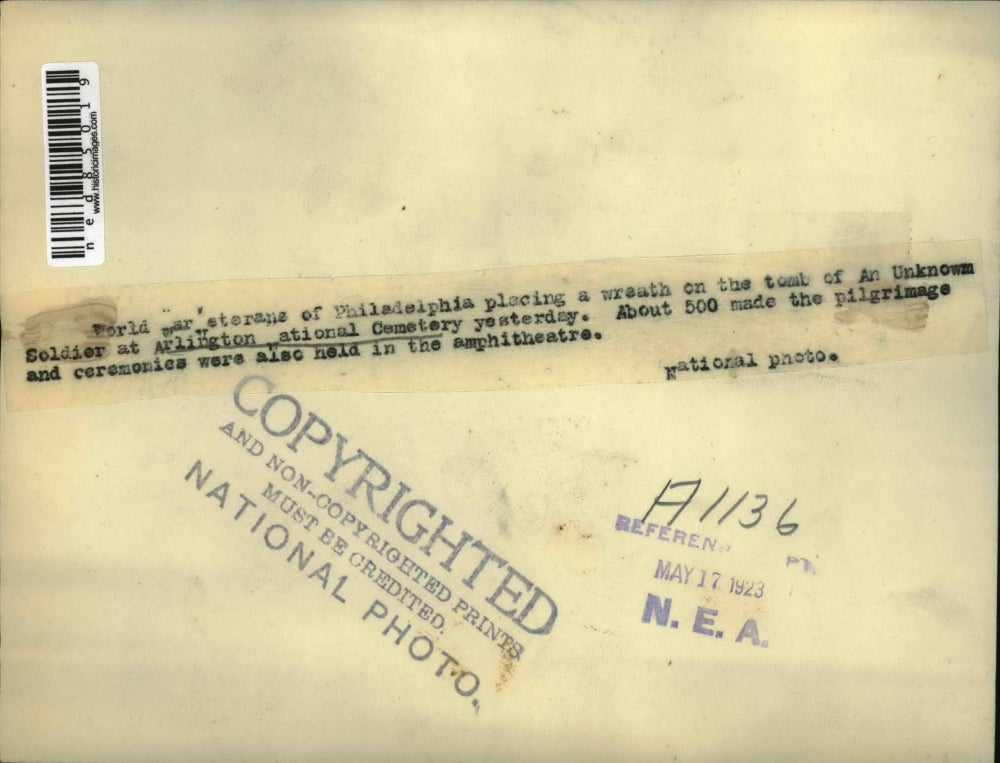 World War Veterans of Philadelphia placing a wreath on the tomb of An Unknowm
Soldier at Arlington National Cemetery yesterday. About 500 made the pilgrimage
and ceremonies were also held in the amphitheatre.
National photo.
COPYRIGHTED
AND NON-COPYRIGHTED PRINTS
MUST BE CREDITED.
NATIONAL PHOTO.
A1136
REFEREN PT.
MAY 17 1923
N. E. A.
ned85019
www.historicimages.com